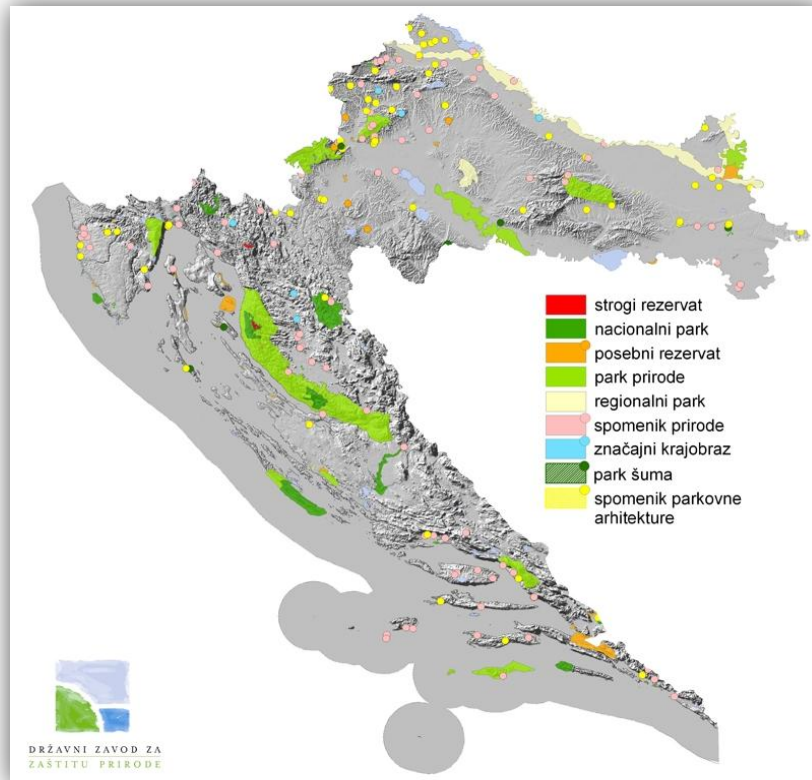 strogi rezervat
nacionalni park
posebni rezervat
park prirode
regionalni park
spomenik prirode
značajni krajobraz
park šuma
spomenik parkovne
arhitekture
DRŽAVNI ZAVOD ZA
ZAŠTITU PRIRODE